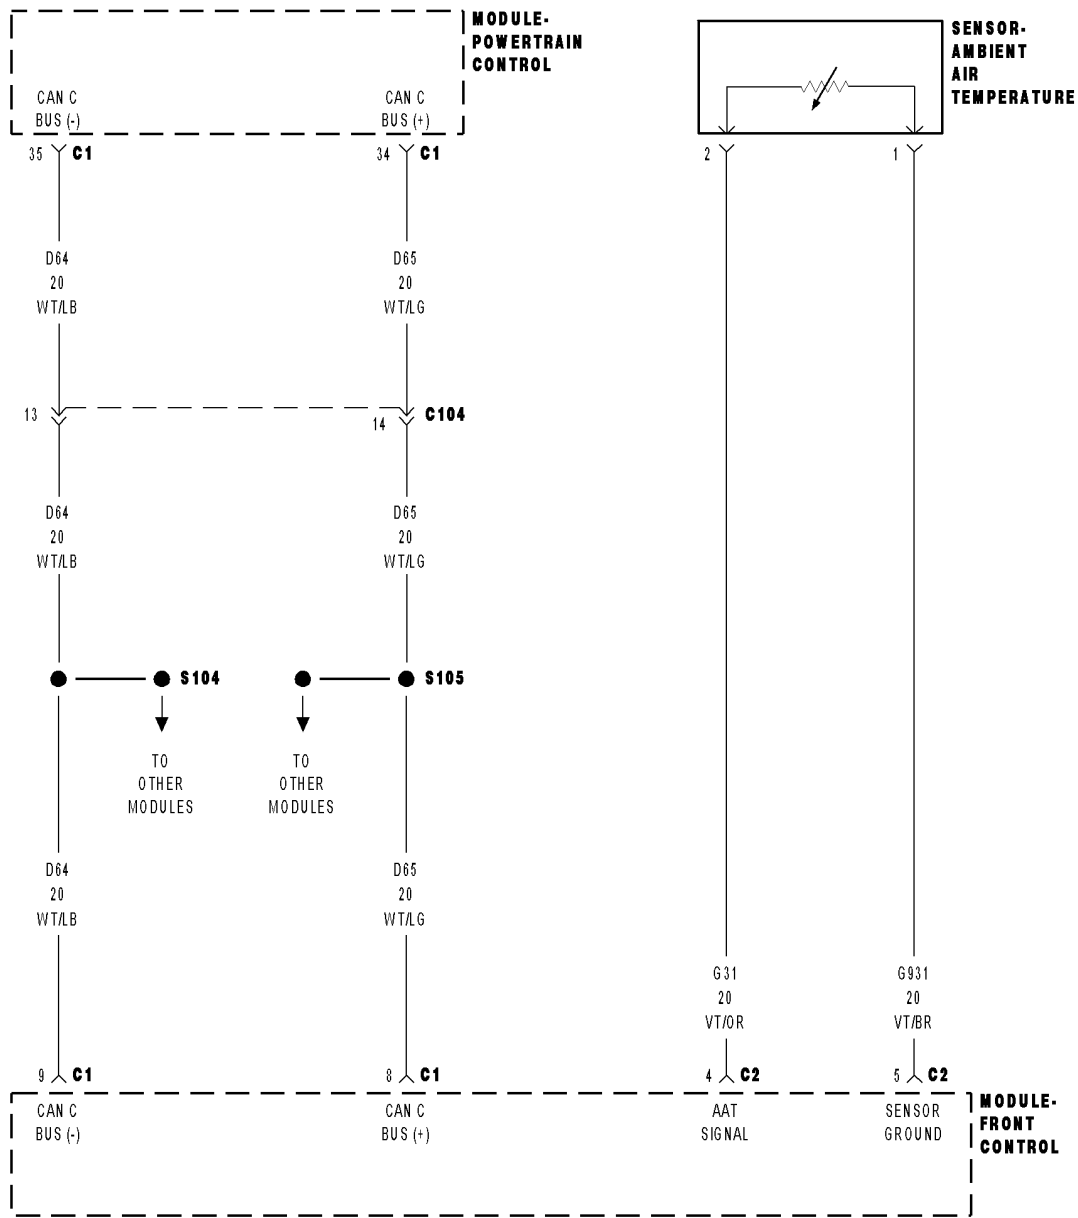 MODULE-
POWERTRAIN
CONTROL
SENSOR-
AMBIENT
AIR
TEMPERATURE
CAN C
BUS (-)
CAN C
BUS (+)
35 C1
34 C1
2
1
D64
20
WT/LB
D65
20
WT/LG
13
14
C104
D64
20
WT/LB
D65
20
WT/LG
S104
S105
TO
OTHER
MODULES
TO
OTHER
MODULES
D64
20
WT/LB
D65
20
WT/LG
G31
20
VT/OR
G931
20
VT/BR
9 C1
8 C1
4 C2
5 C2
CAN C
BUS (-)
CAN C
BUS (+)
AAT
SIGNAL
SENSOR
GROUND
MODULE-
FRONT
CONTROL